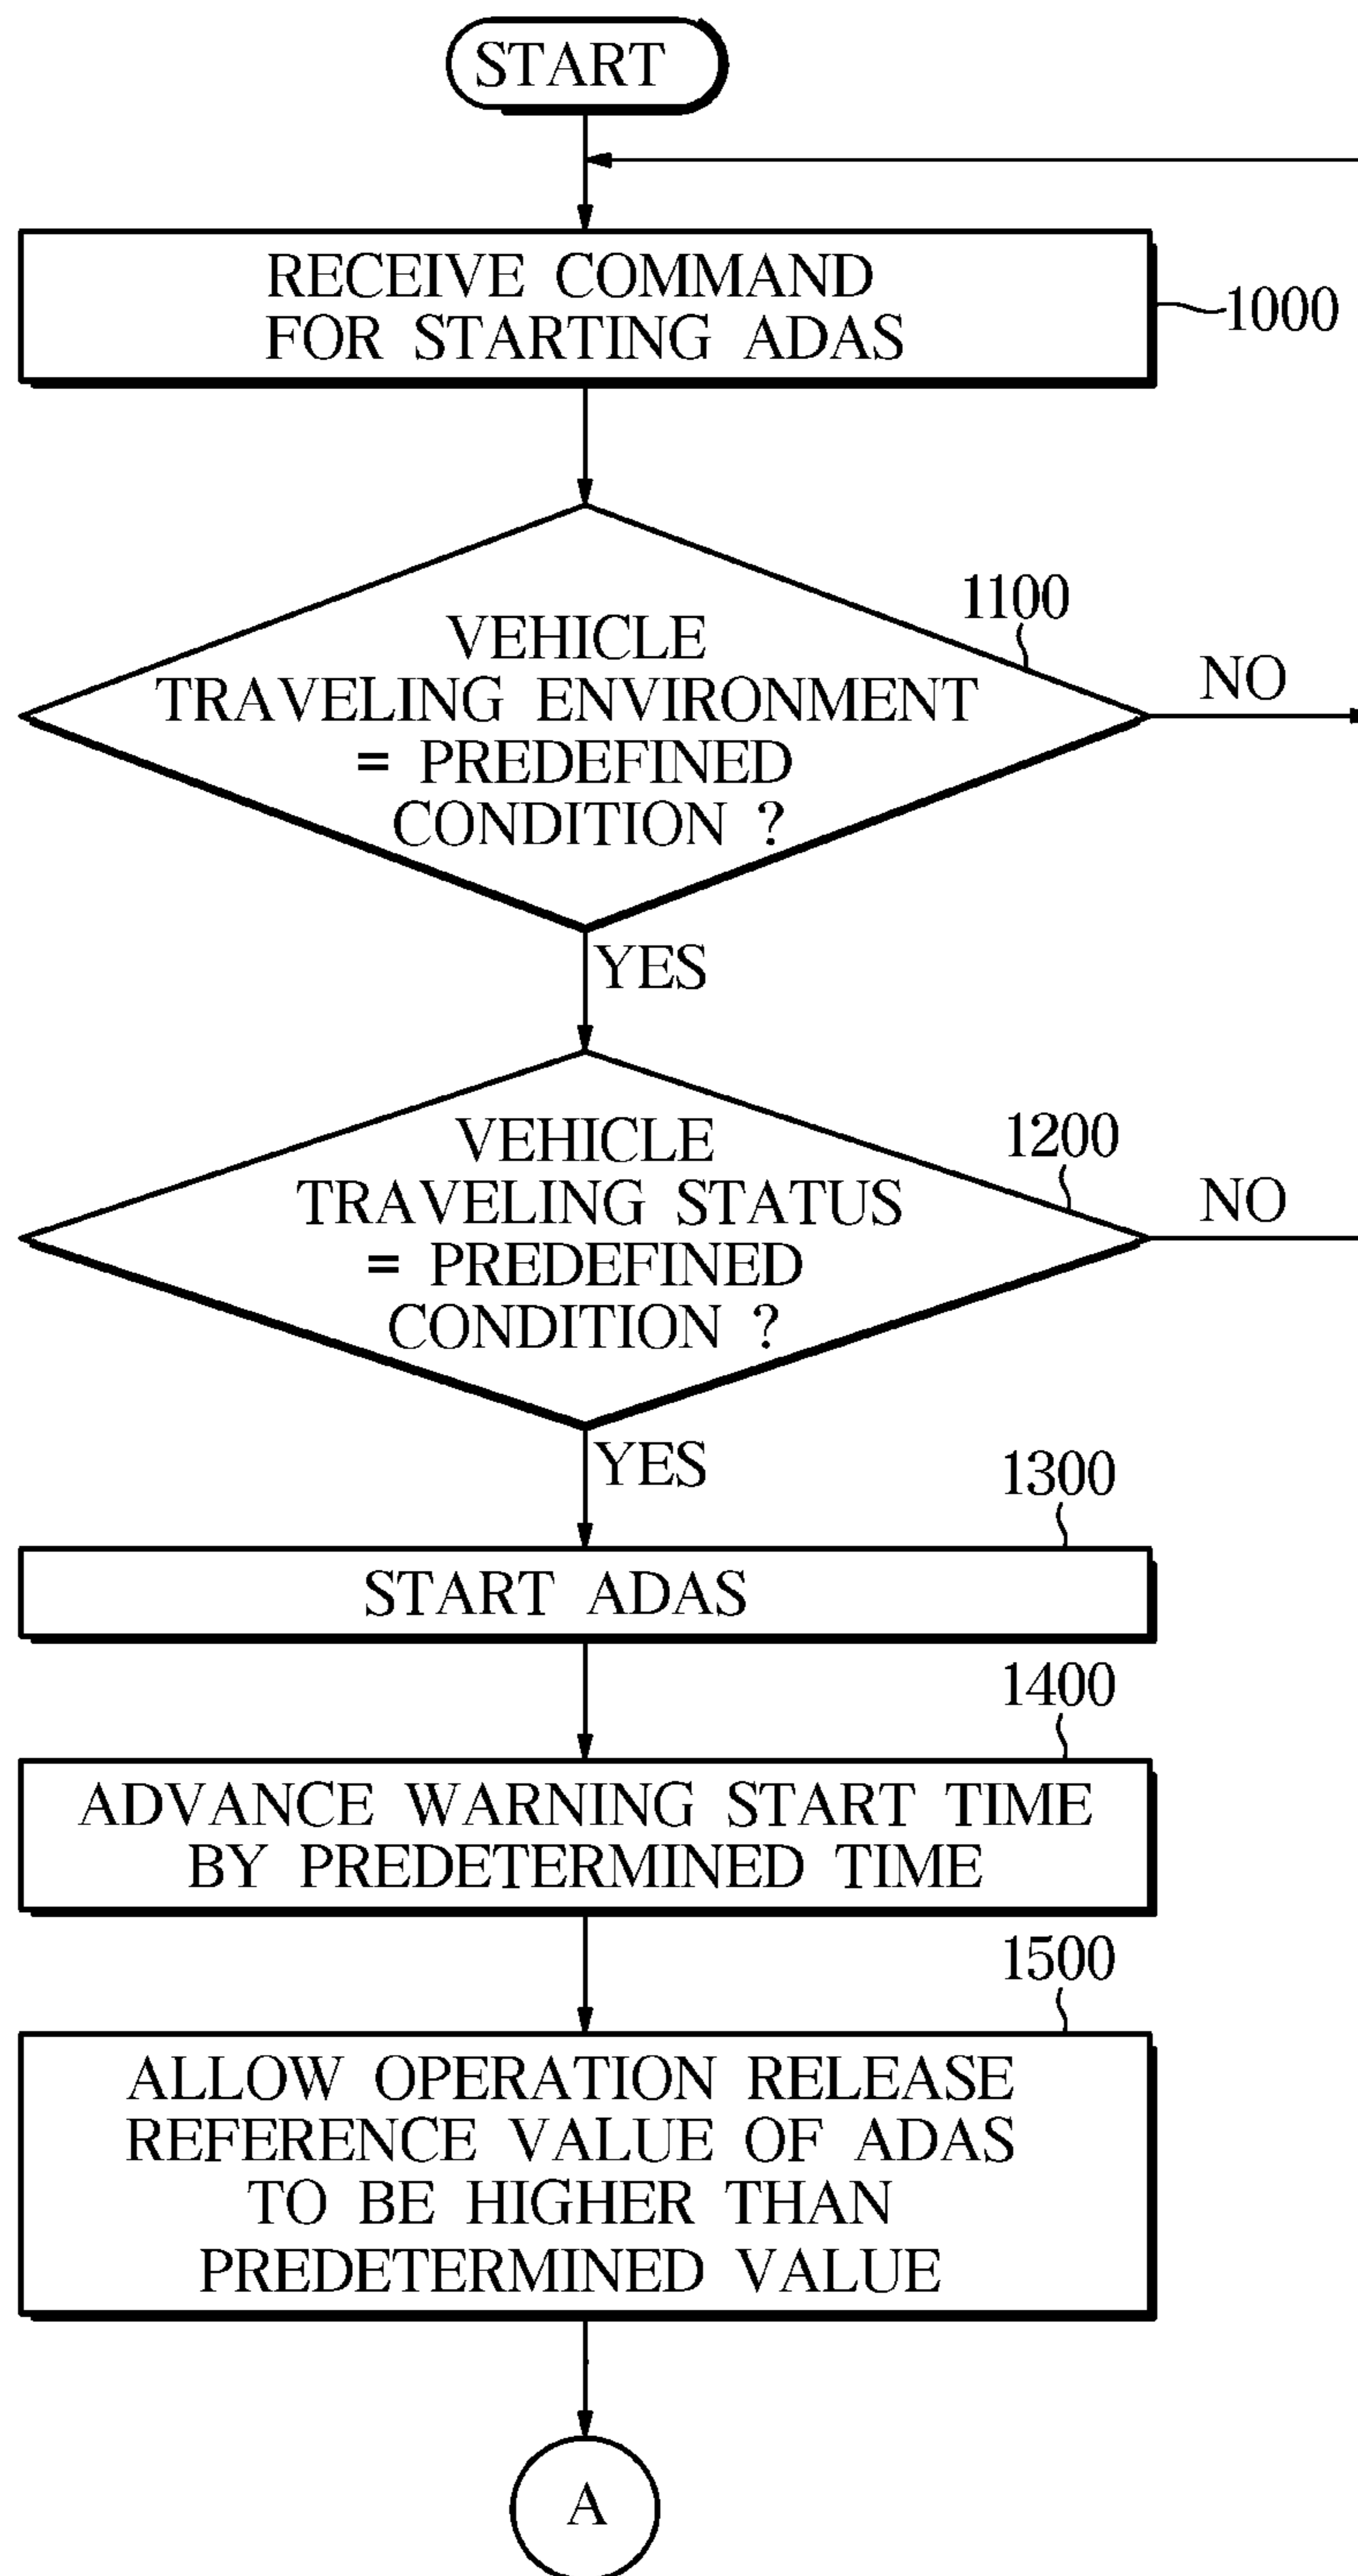 START
RECEIVE COMMAND
FOR STARTING ADAS
1000
1100
VEHICLE
TRAVELING ENVIRONMENT
= PREDEFINED
CONDITION ?
NO
YES
1200
VEHICLE
TRAVELING STATUS
= PREDEFINED
CONDITION ?
NO
YES
1300
START ADAS
1400
ADVANCE WARNING START TIME
BY PREDETERMINED TIME
1500
ALLOW OPERATION RELEASE
REFERENCE VALUE OF ADAS
TO BE HIGHER THAN
PREDETERMINED VALUE
A